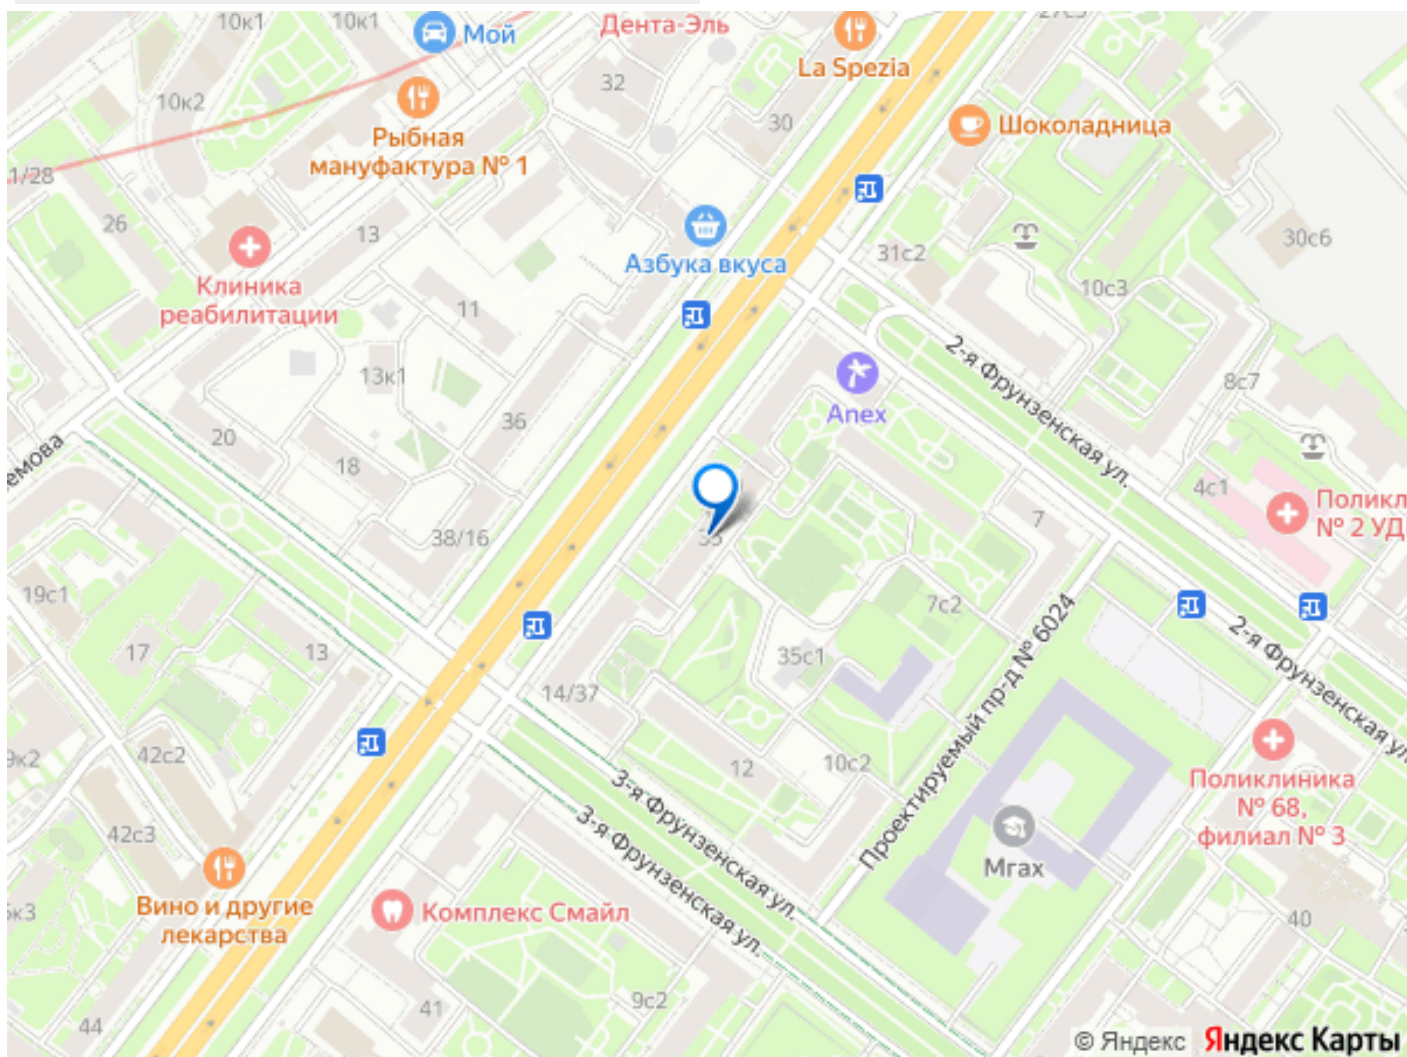 10к1
10к1
Мой
Дента-Эль
La Spezia
10к2
32
30
Рыбная
мануфактура № 1
Шоколадница
1/28
26
13
Азбука вкуса
31с2
30с6
Клиника
реабилитации
11
10с3
13к1
2-я Фрунзенская ул.
8с7
Anex
36
20
18
4с1
Поликл
№ 2 УД
7
38/16
19с1
7с2
17
13
35с1
14/37
2-я Фрунзенская ул.
Проектируемый пр-д № 6024
42с2
12
10с2
Поликлиника
№ 68,
филиал № 3
3-я Фрунзенская ул.
3-я Фрунзенская ул.
42с3
Мгах
Вино и другие
лекарства
Комплекс Смайл
40
9с2
41
44
© Яндекс Яндекс Карты